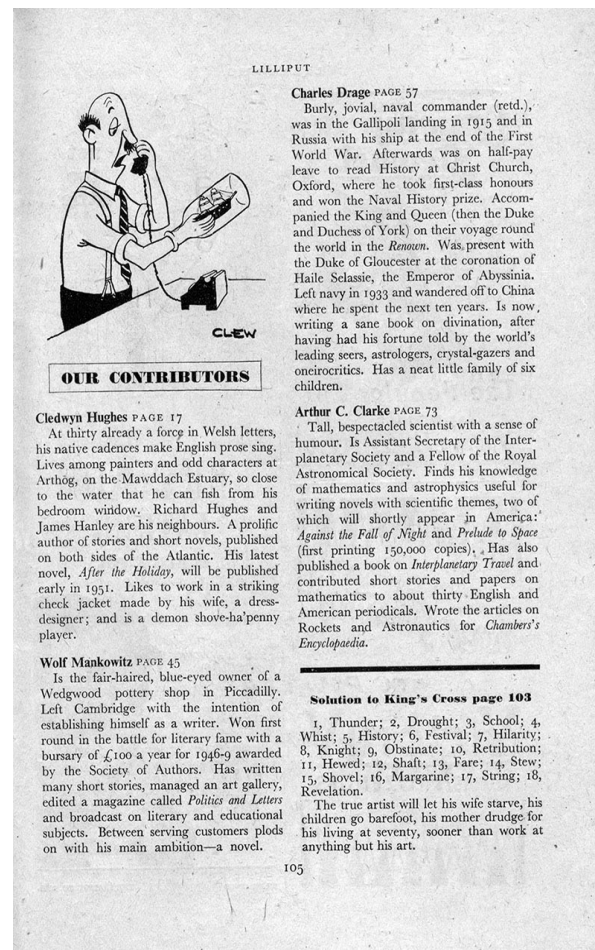 LILLIPUT
CLEW
OUR CONTRIBUTORS
Cledwyn Hughes PAGE 17
At thirty already a force in Welsh letters,
his native cadences make English prose sing.
Lives among painters and odd characters at
Arthog, on the Mawddach Estuary, so close
to the water that he can fish from his
bedroom window. Richard Hughes and
James Hanley are his neighbours. A prolific
author of stories and short novels, published
on both sides of the Atlantic. His latest
novel, After the Holiday, will be published
early in 1951. Likes to work in a striking
check jacket made by his wife, a dress-
designer; and is a demon shove-ha'penny
player.
Wolf Mankowitz PAGE 45
Is the fair-haired, blue-eyed owner of a
Wedgwood pottery shop in Piccadilly.
Left Cambridge with the intention of
establishing himself as a writer. Won first
round in the battle for literary fame with a
bursary of £100 a year for 1946-9 awarded
by the Society of Authors. Has written
many short stories, managed an art gallery,
edited a magazine called Politics and Letters
and broadcast on literary and educational
subjects. Between serving customers plods
on with his main ambition—a novel.
Charles Drage PAGE 57
Burly, jovial, naval commander (retd.),
was in the Gallipoli landing in 1915 and in
Russia with his ship at the end of the First
World War. Afterwards was on half-pay
leave to read History at Christ Church,
Oxford, where he took first-class honours
and won the Naval History prize. Accom-
panied the King and Queen (then the Duke
and Duchess of York) on their voyage round
the world in the Renown. Was present with
the Duke of Gloucester at the coronation of
Haile Selassie, the Emperor of Abyssinia.
Left navy in 1933 and wandered off to China
where he spent the next ten years. Is now
writing a sane book on divination, after
having had his fortune told by the world's
leading seers, astrologers, crystal-gazers and
oneirocritics. Has a neat little family of six
children.
Arthur C. Clarke PAGE 73
Tall, bespectacled scientist with a sense of
humour. Is Assistant Secretary of the Inter-
planetary Society and a Fellow of the Royal
Astronomical Society. Finds his knowledge
of mathematics and astrophysics useful for
writing novels with scientific themes, two of
which will shortly appear in America:
Against the Fall of Night and Prelude to Space
(first printing 150,000 copies). Has also
published a book on Interplanetary Travel and
contributed short stories and papers on
mathematics to about thirty English and
American periodicals. Wrote the articles on
Rockets and Astronautics for Chambers's
Encyclopaedia.
Solution to King's Cross page 103
1, Thunder; 2, Drought; 3, School; 4,
Whist; 5, History; 6, Festival; 7, Hilarity;
8, Knight; 9, Obstinate; 10, Retribution;
11, Hewed; 12, Shaft; 13, Fare; 14, Stew;
15, Shovel; 16, Margarine; 17, String; 18,
Revelation.
The true artist will let his wife starve, his
children go barefoot, his mother drudge for
his living at seventy, sooner than work at
anything but his art.
105